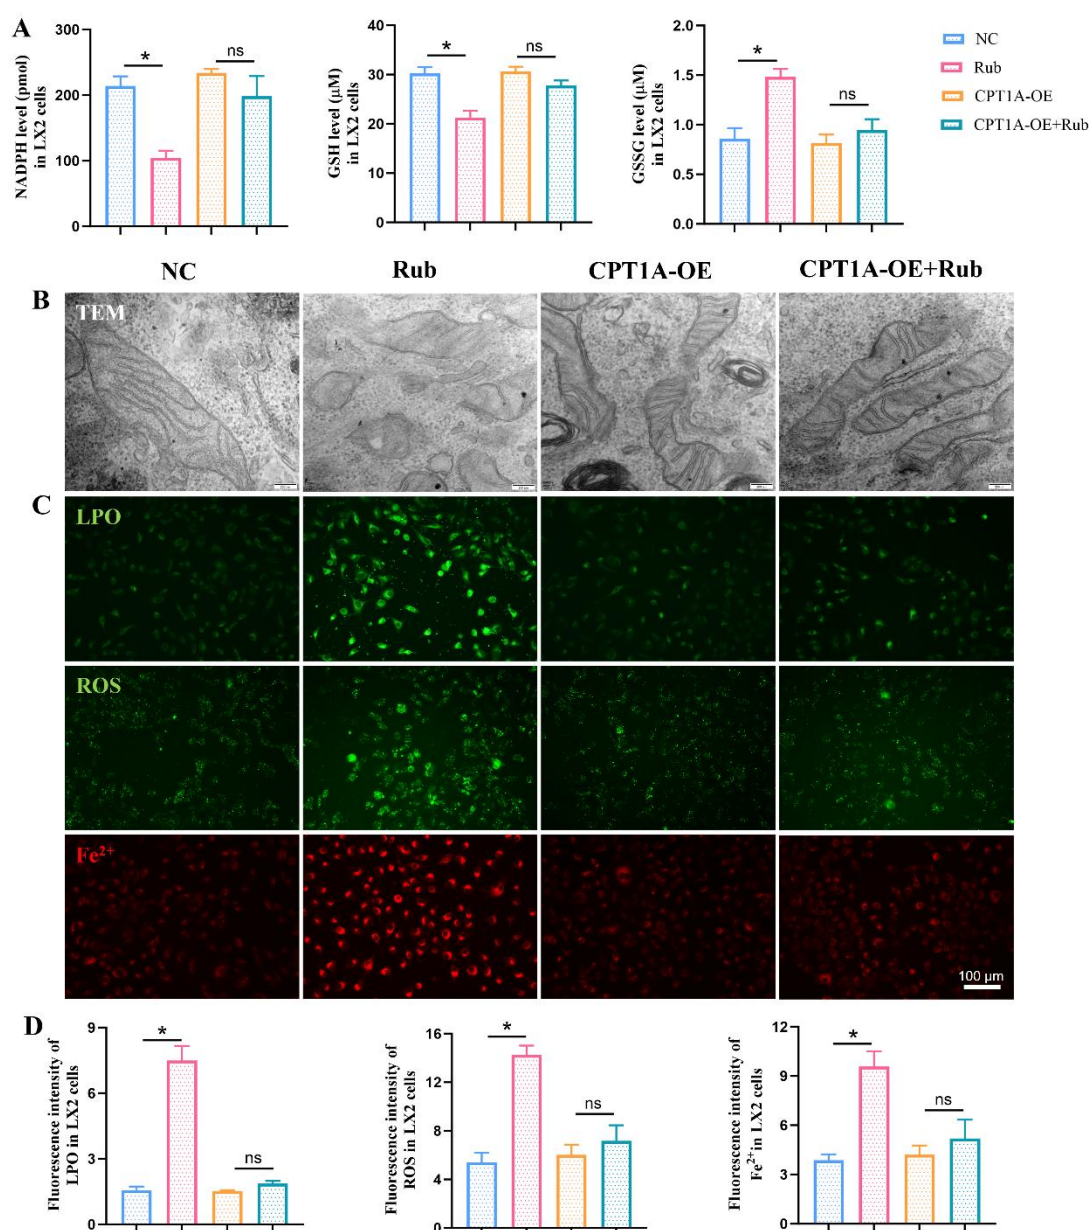 A
NADPH level (pmol)
in LX2 cells
300
200
100
0
*
ns
GSH level (μM)
in LX2 cells
40
30
20
10
0
*
ns
GSSG level (μM)
in LX2 cells
2.0
1.5
1.0
0.5
0.0
*
ns
NC
Rub
CPT1A-OE
CPT1A-OE+Rub
NC
Rub
CPT1A-OE
CPT1A-OE+Rub
B
TEM
C
LPO
ROS
Fe²⁺
100 μm
D
Fluorescence intensity of
LPO in LX2 cells
9
6
3
0
*
ns
Fluorescence intensity of
ROS in LX2 cells
16
12
8
4
0
*
ns
Fluorescence intensity of
Fe²⁺ in LX2 cells
12
9
6
3
0
*
ns